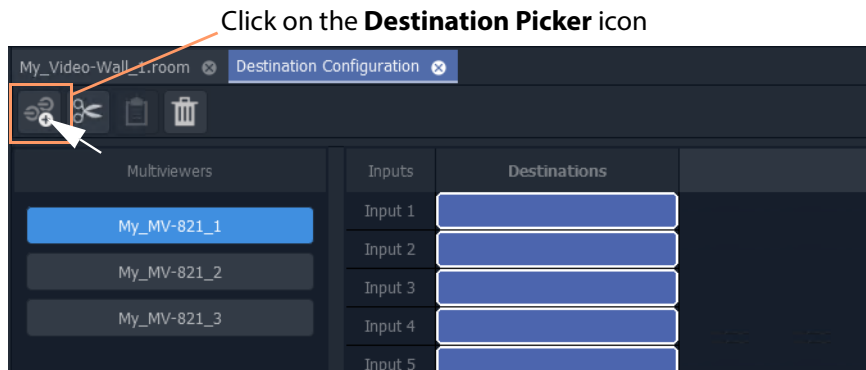 Click on the Destination Picker icon
My_Video-Wall_1.room Destination Configuration
Multiviewers Inputs Destinations
My_MV-821_1
My_MV-821_2
My_MV-821_3
Input 1
Input 2
Input 3
Input 4
Input 5